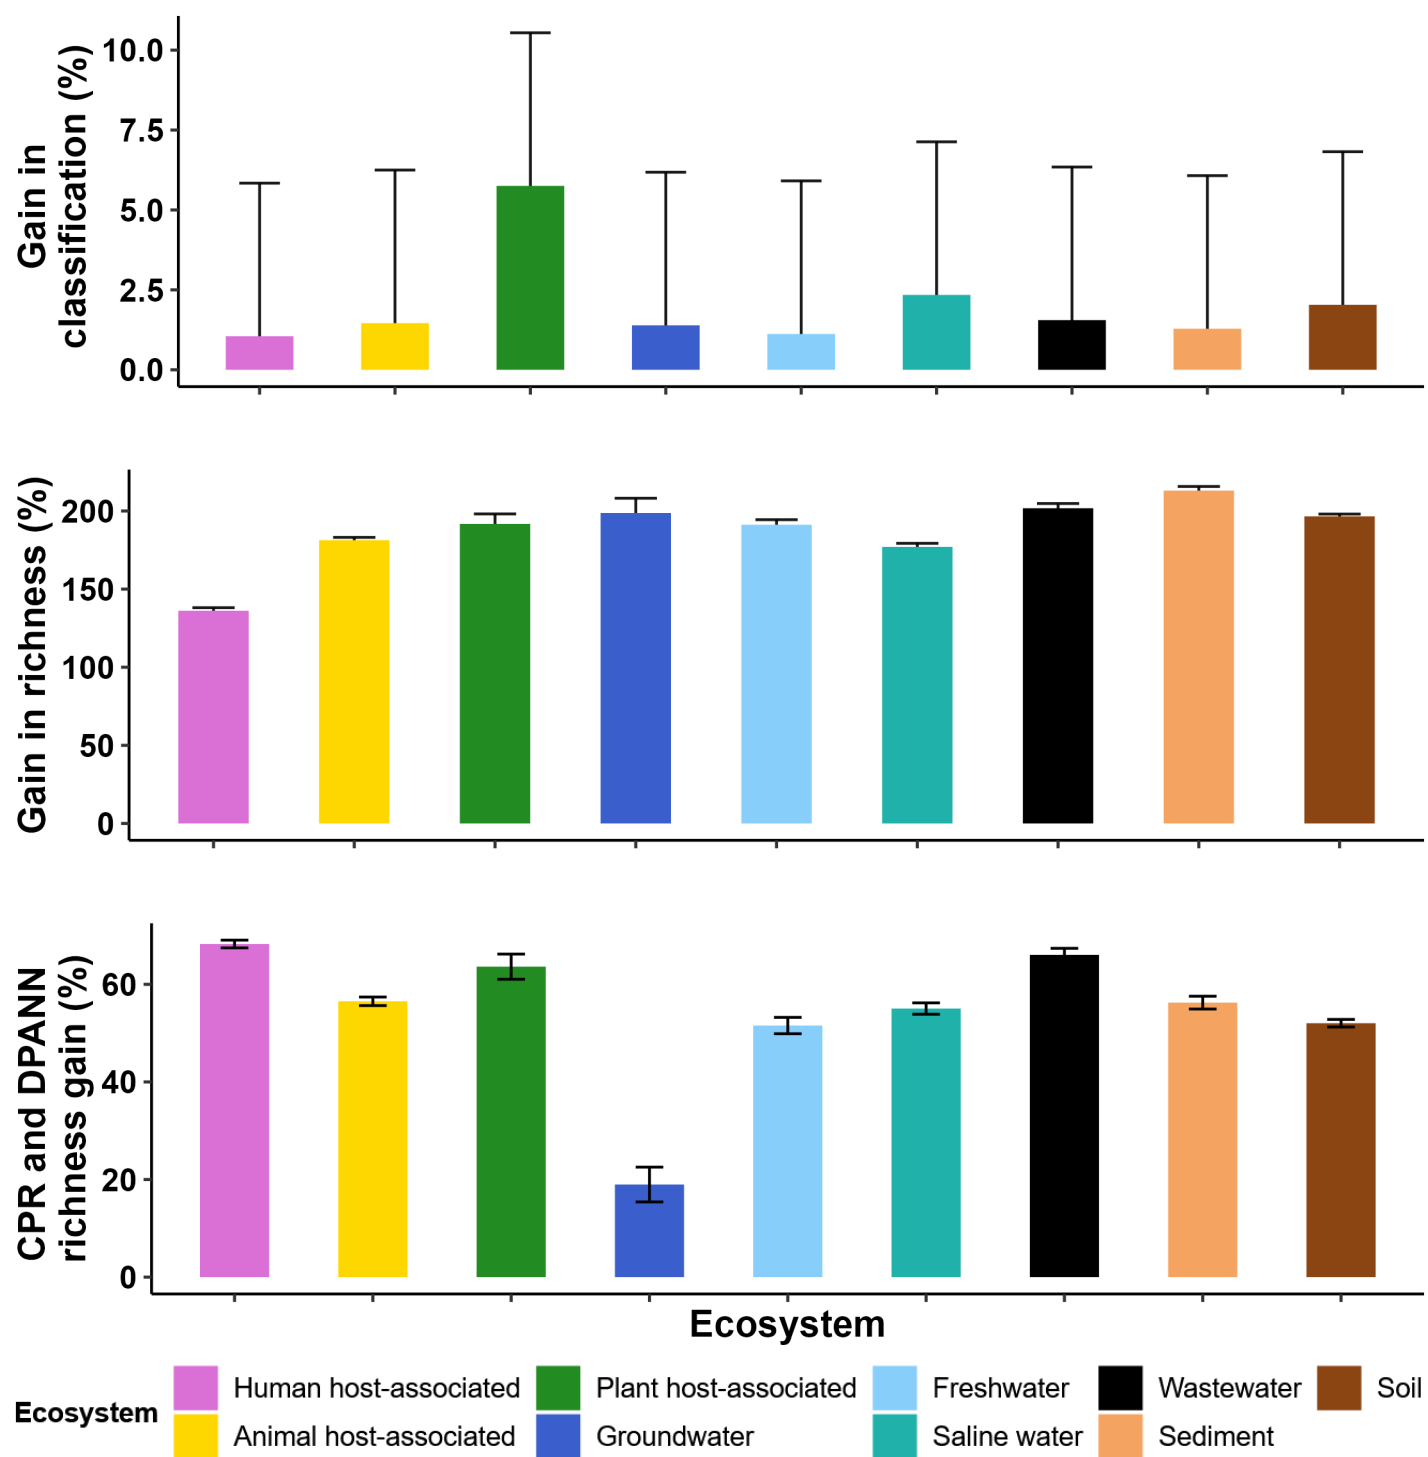 Gain in
classification (%)
10.0
7.5
5.0
2.5
0.0
Gain in richness (%)
200
150
100
50
0
CPR and DPANN
richness gain (%)
60
40
20
0
Ecosystem
Ecosystem
Human host-associated
Plant host-associated
Freshwater
Wastewater
Soil
Animal host-associated
Groundwater
Saline water
Sediment